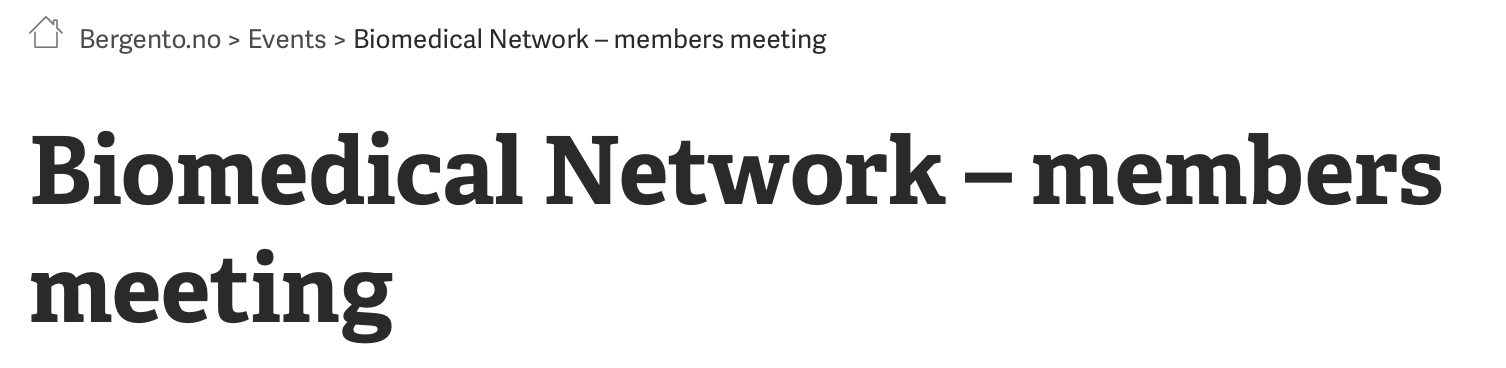 Bergento.no > Events > Biomedical Network – members meeting
Biomedical Network – members
meeting